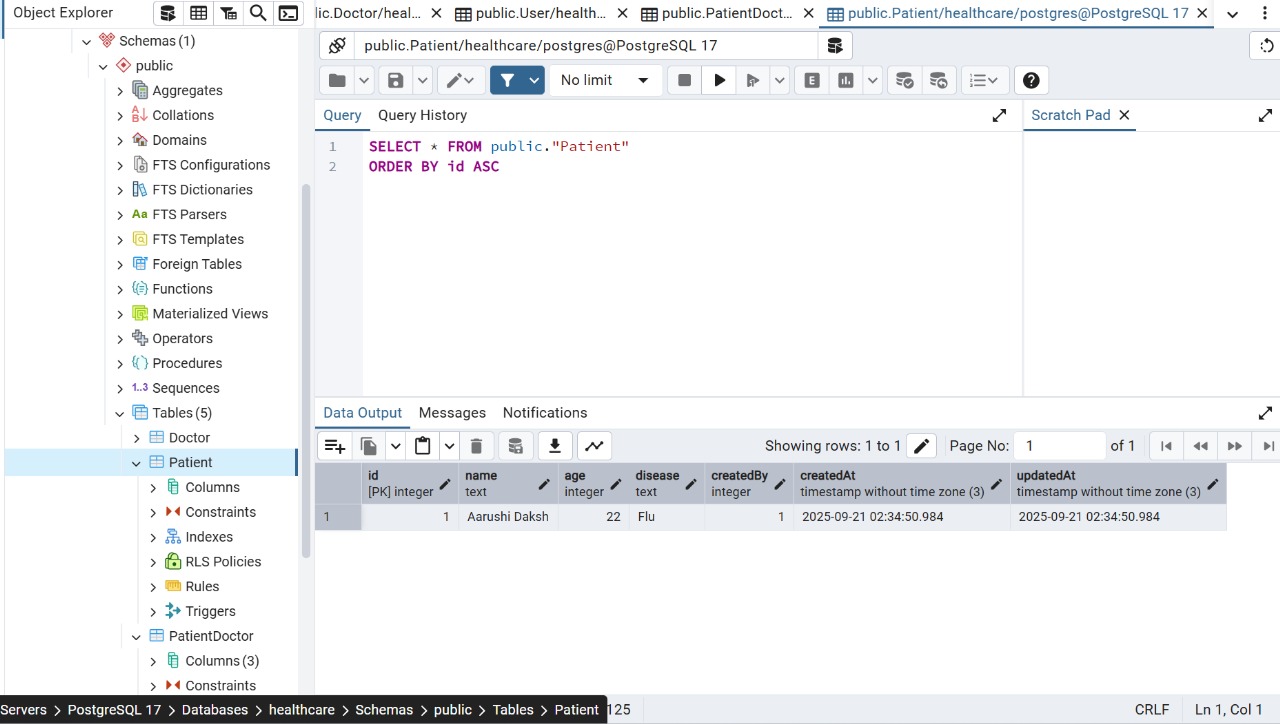 Object Explorer
lic.Doctor/heal...
public.User/health...
public.PatientDoct...
public.Patient/healthcare/postgres@PostgreSQL 17
public.Patient/healthcare/postgres@PostgreSQL 17
No limit
E
Query
Query History
Scratch Pad
1 SELECT * FROM public."Patient"
2 ORDER BY id ASC
Schemas (1)
public
Aggregates
Collations
Domains
FTS Configurations
FTS Dictionaries
Aa FTS Parsers
FTS Templates
Foreign Tables
Functions
Materialized Views
Operators
Procedures
1..3 Sequences
Tables (5)
Doctor
Patient
Columns
Constraints
Indexes
RLS Policies
Rules
Triggers
PatientDoctor
Columns (3)
Constraints
Data Output
Messages
Notifications
Showing rows: 1 to 1
Page No: 1 of 1
id [PK] integer
name text
age integer
disease text
createdBy integer
createdAt timestamp without time zone (3)
updatedAt timestamp without time zone (3)
1 1 Aarushi Daksh 22 Flu 1 2025-09-21 02:34:50.984 2025-09-21 02:34:50.984
Servers > PostgreSQL 17 > Databases > healthcare > Schemas > public > Tables > Patient
125
CRLF
Ln 1, Col 1